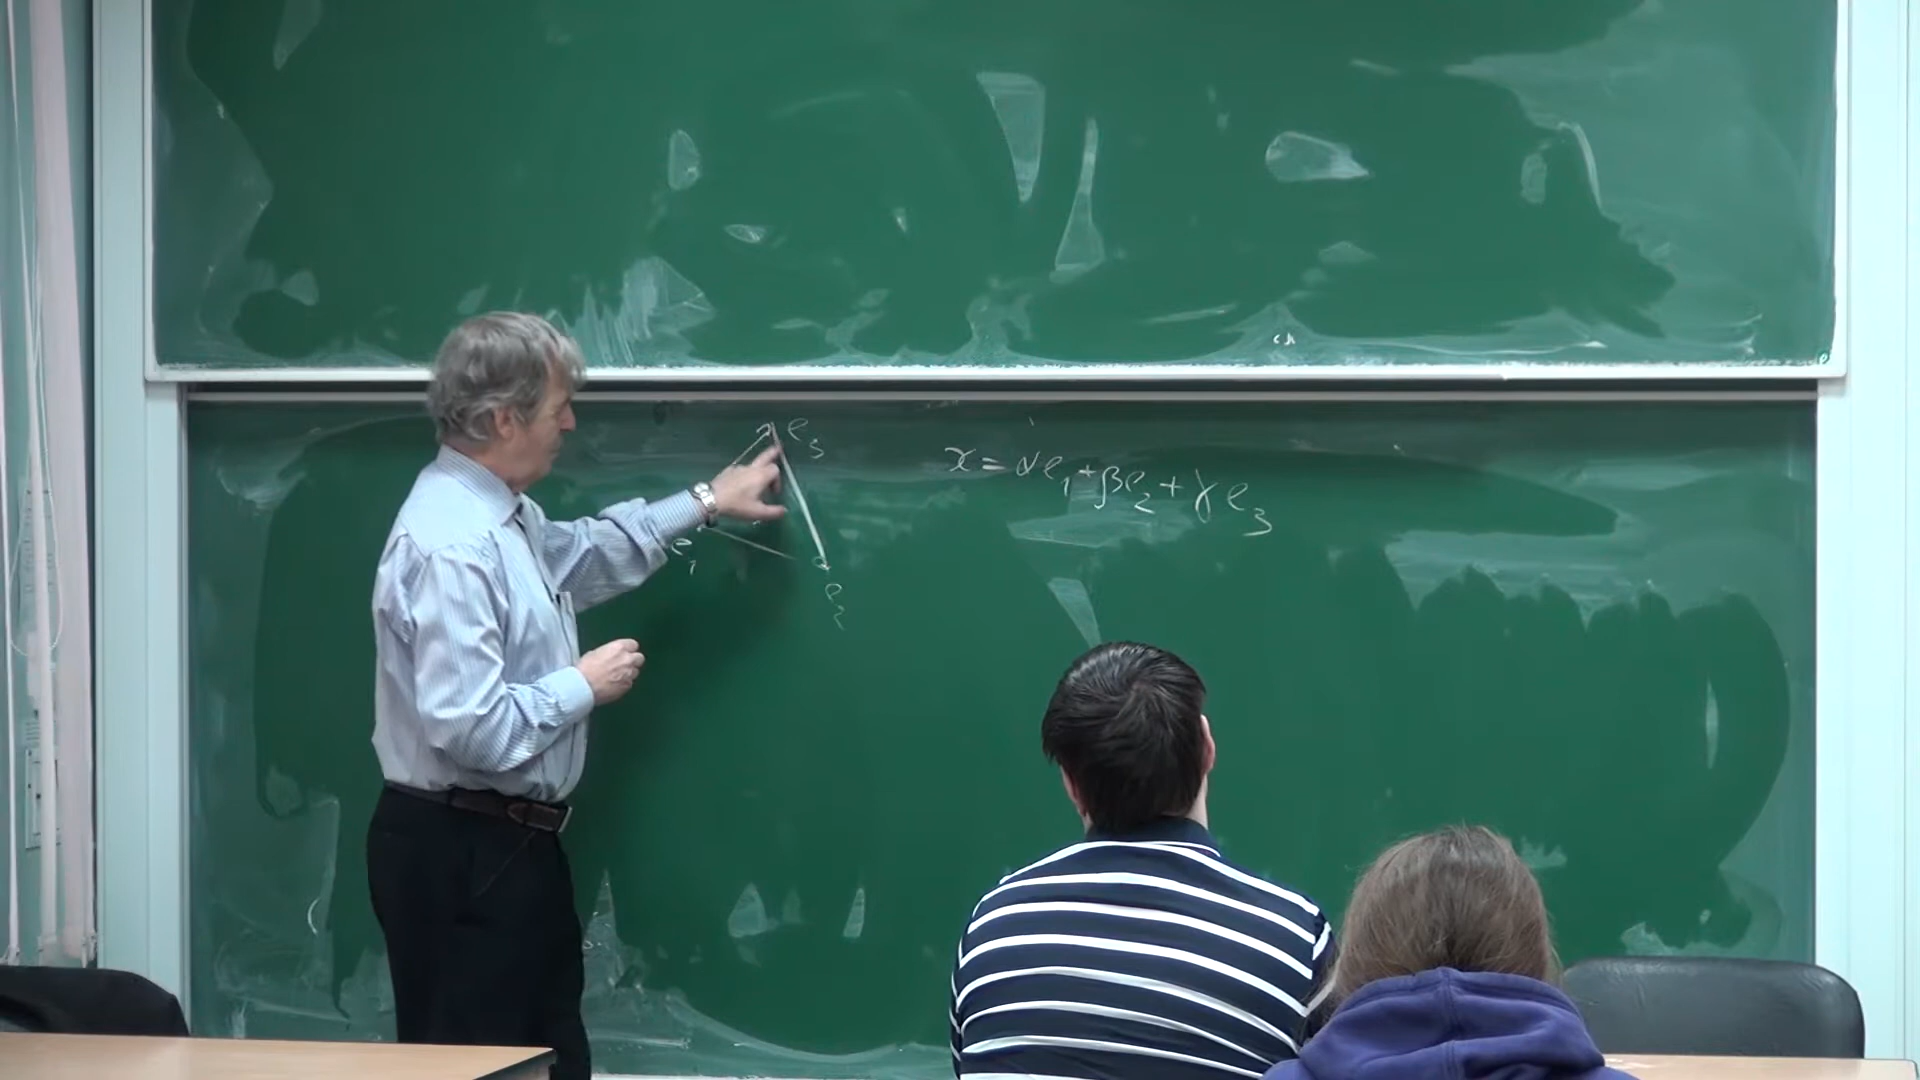 e₃
x = αe₁ + βe₂ + γe₃
e₁
e₂